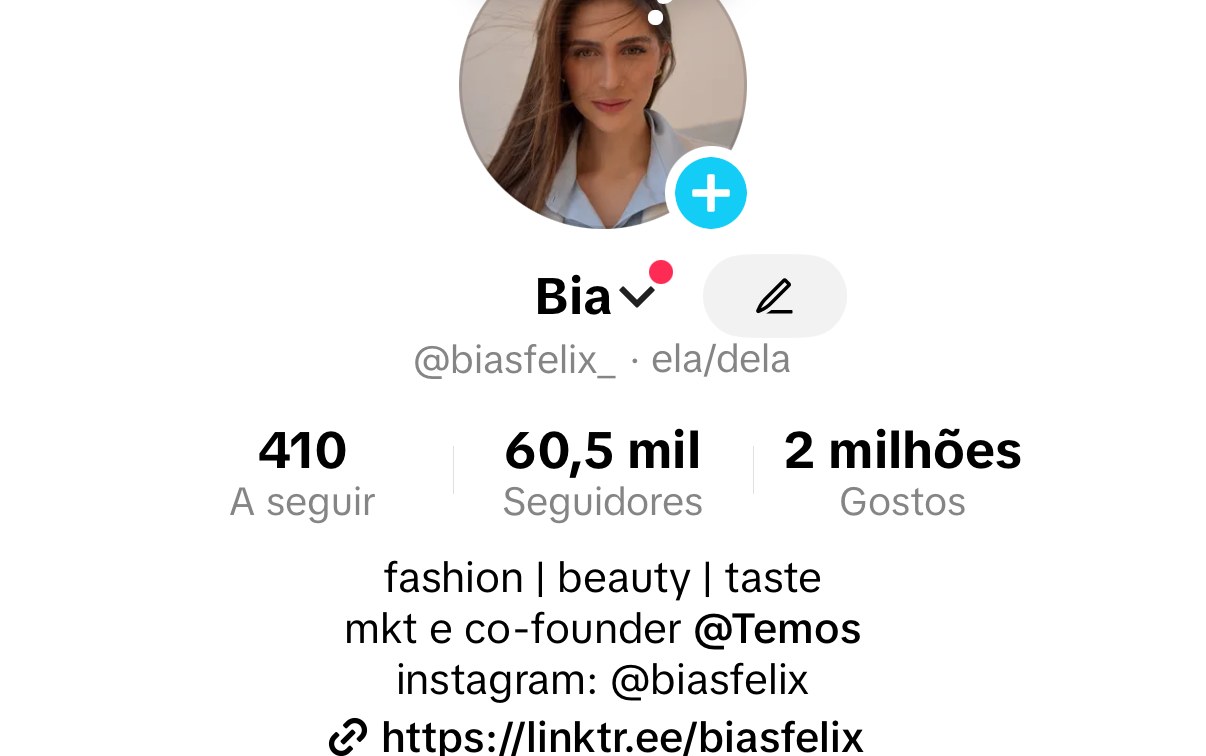 Bia
@biasfelix_ · ela/dela
410 60,5 mil 2 milhões
A seguir Seguidores Gostos
fashion | beauty | taste
mkt e co-founder @Temos
instagram: @biasfelix
https://linktr.ee/biasfelix